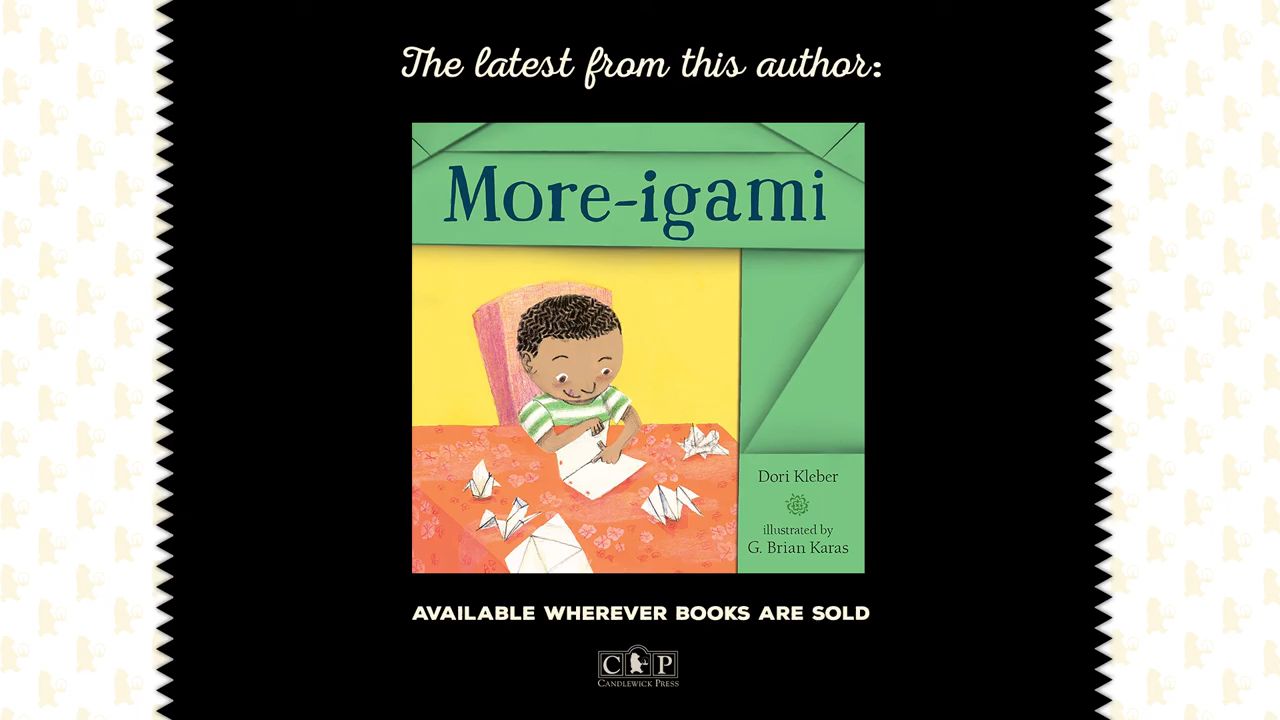 The latest from this author:
More-igami
Dori Kleber
illustrated by
G. Brian Karas
AVAILABLE WHEREVER BOOKS ARE SOLD
C P
CANDLEWICK PRESS